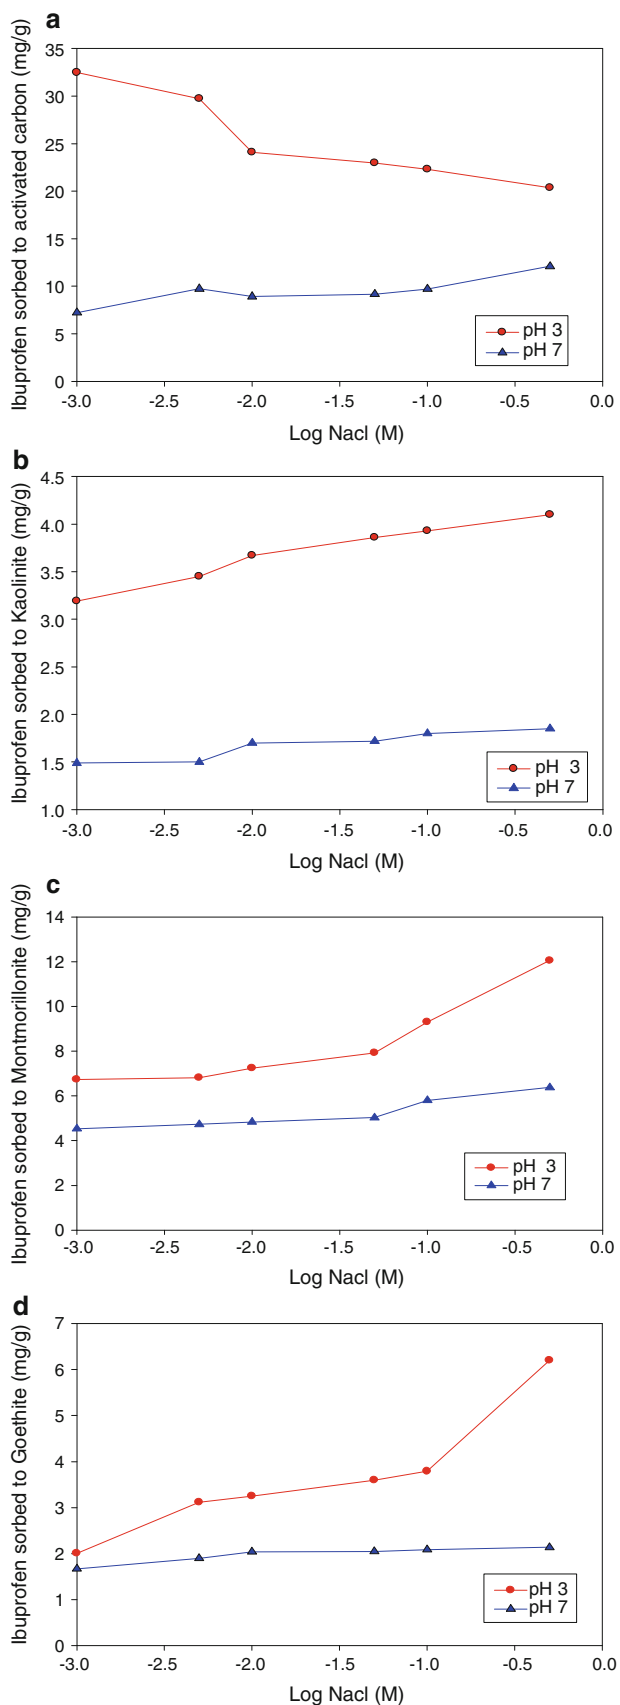 a
Ibuprofen sorbed to activated carbon (mg/g)
35
30
25
20
15
10
5
0
pH 3
pH 7
-3.0 -2.5 -2.0 -1.5 -1.0 -0.5 0.0
Log Nacl (M)
b
Ibuprofen sorbed to Kaolinite (mg/g)
4.5
4.0
3.5
3.0
2.5
2.0
1.5
1.0
pH 3
pH 7
-3.0 -2.5 -2.0 -1.5 -1.0 -0.5 0.0
Log Nacl (M)
c
Ibuprofen sorbed to Montmorillonite (mg/g)
14
12
10
8
6
4
2
0
pH 3
pH 7
-3.0 -2.5 -2.0 -1.5 -1.0 -0.5 0.0
Log Nacl (M)
d
Ibuprofen sorbed to Goethite (mg/g)
7
6
5
4
3
2
1
0
pH 3
pH 7
-3.0 -2.5 -2.0 -1.5 -1.0 -0.5 0.0
Log Nacl (M)